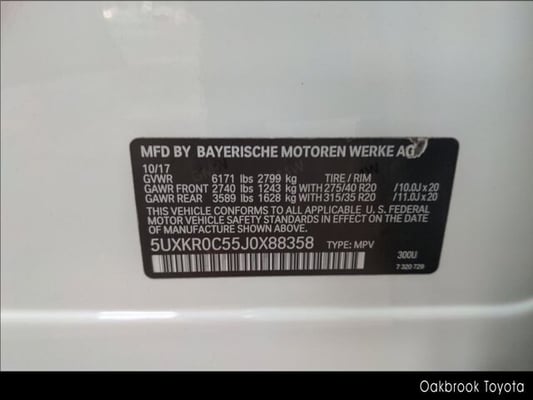 MFD BY BAYERISCHE MOTOREN WERKE AG
10/17
GVWR 6171 lbs 2799 kg TIRE / RIM
GAWR FRONT 2740 lbs 1243 kg WITH 275/40 R20 /10.0J x 20
GAWR REAR 3589 lbs 1628 kg WITH 315/35 R20 /11.0J x 20
THIS VEHICLE CONFORMS TO ALL APPLICABLE U. S. FEDERAL
MOTOR VEHICLE SAFETY STANDARDS IN EFFECT ON THE
DATE OF MANUFACTURE SHOWN ABOVE.
5UXKR0C55J0X88358 TYPE: MPV
300U
7 320 729
Oakbrook Toyota